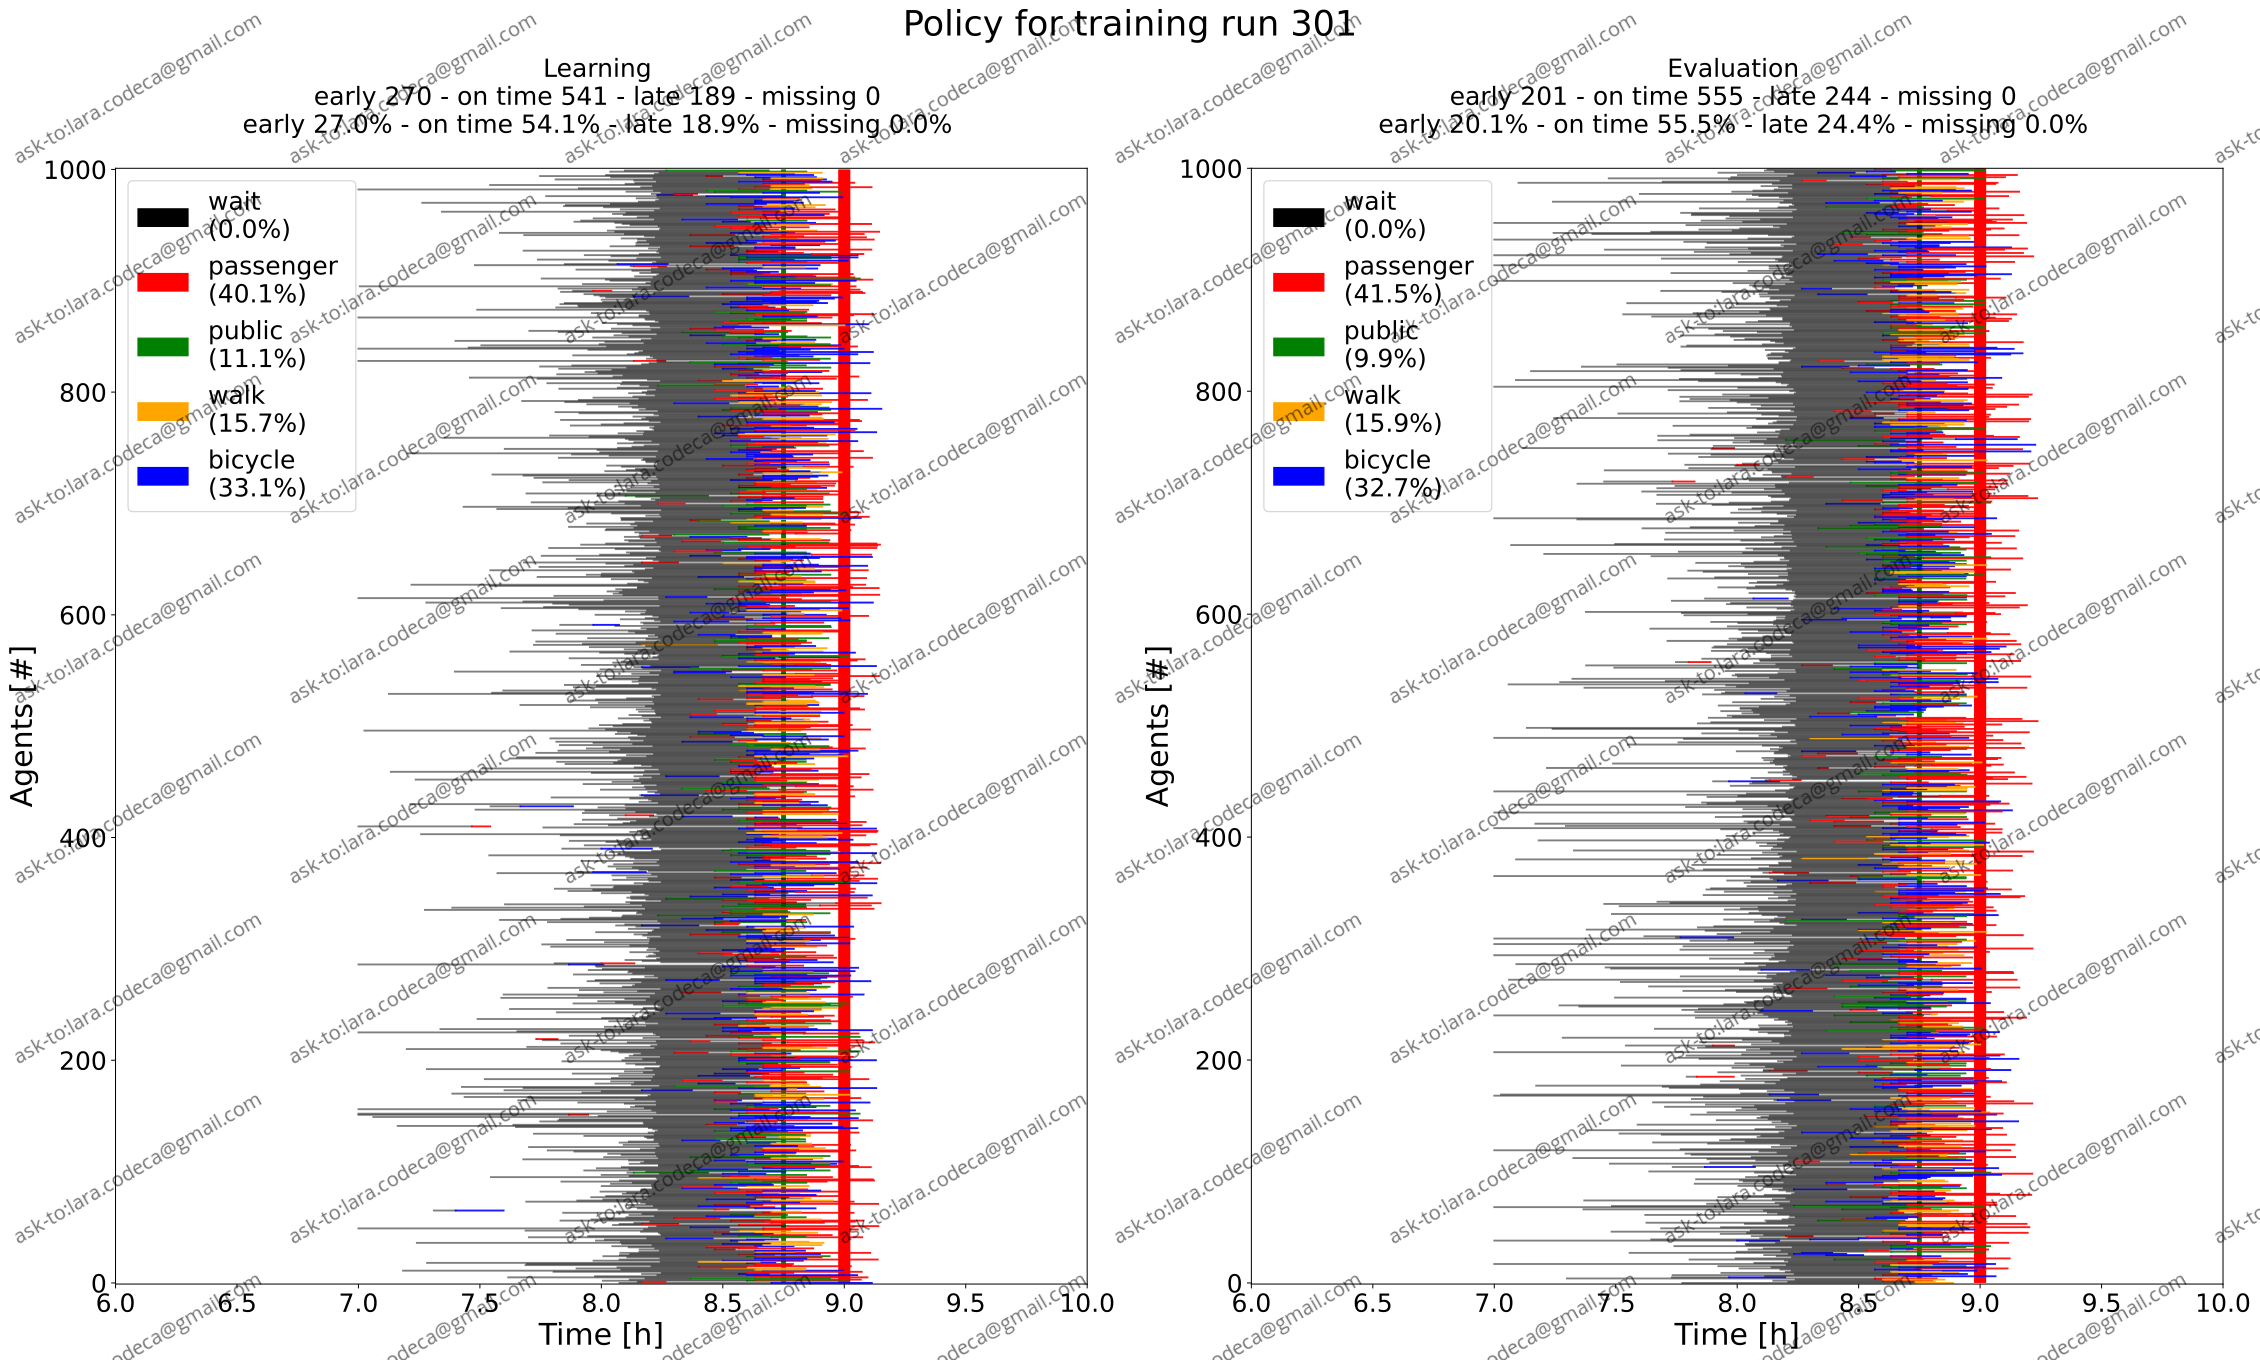 Policy for training run 301
Learning
early 270 - on time 541 - late 189 - missing 0
early 27.0% - on time 54.1% - late 18.9% - missing 0.0%
1000
800
600
400
200
0
Agents [#]
wait
(0.0%)
passenger
(40.1%)
public
(11.1%)
walk
(15.7%)
bicycle
(33.1%)
6.0 6.5 7.0 7.5 8.0 8.5 9.0 9.5 10.0
Time [h]
Evaluation
early 201 - on time 555 - late 244 - missing 0
early 20.1% - on time 55.5% - late 24.4% - missing 0.0%
1000
800
600
400
200
0
Agents [#]
wait
(0.0%)
passenger
(41.5%)
public
(9.9%)
walk
(15.9%)
bicycle
(32.7%)
6.0 6.5 7.0 7.5 8.0 8.5 9.0 9.5 10.0
Time [h]
ask-to:lara.codeca@gmail.com